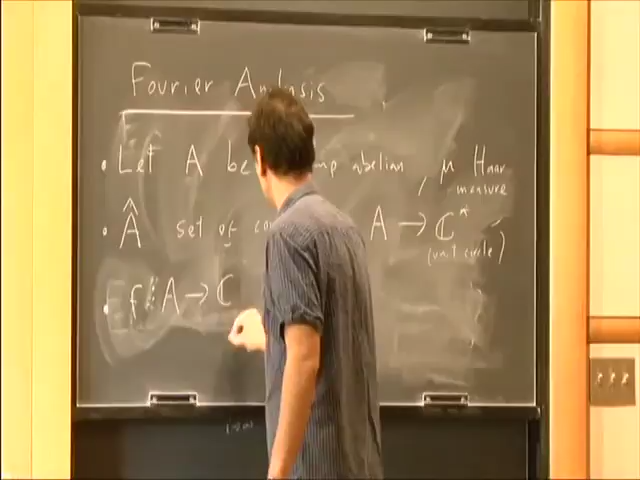 Fourier Analysis
• Let A be abelian, μ Haar measure
• Â set of A → ℂ* (unit circle)
• f: A → ℂ